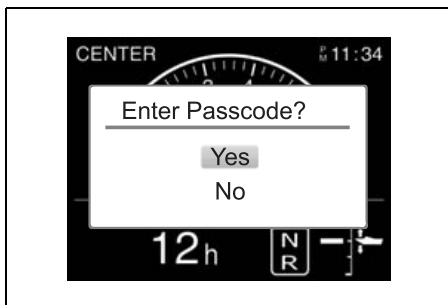 CENTER PM 11:34
Enter Passcode?
Yes
No
12h
N
R